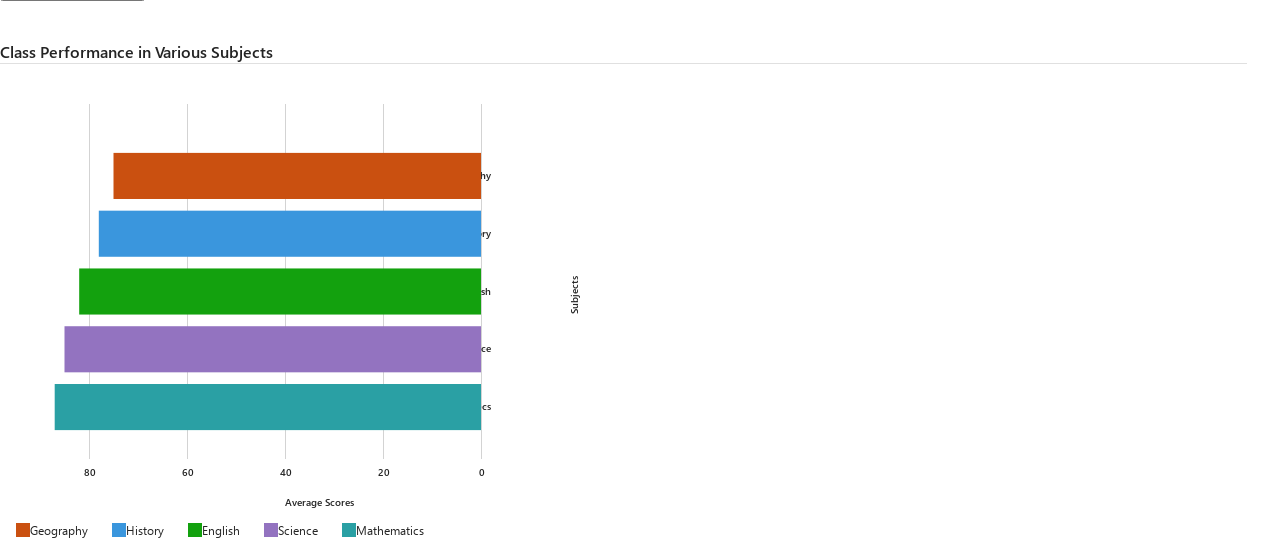 Class Performance in Various Subjects
hy
ry
sh
ce
cs
Subjects
80 60 40 20 0
Average Scores
Geography History English Science Mathematics